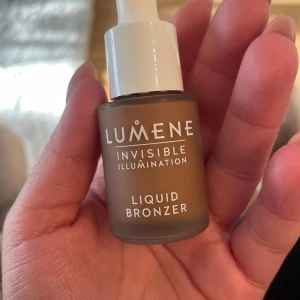 LUMENE
INVISIBLE
ILLUMINATION
LIQUID
BRONZER